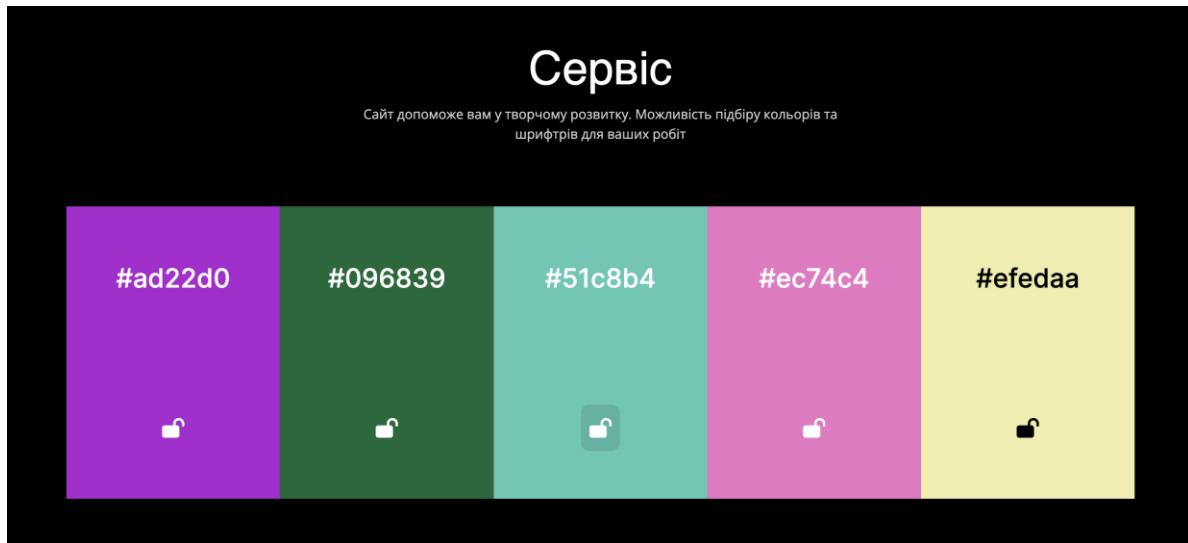 Сервіс
Сайт допоможе вам у творчому розвитку. Можливість підбіру кольорів та
шрифтрів для ваших робіт
#ad22d0
#096839
#51c8b4
#ec74c4
#efedaa